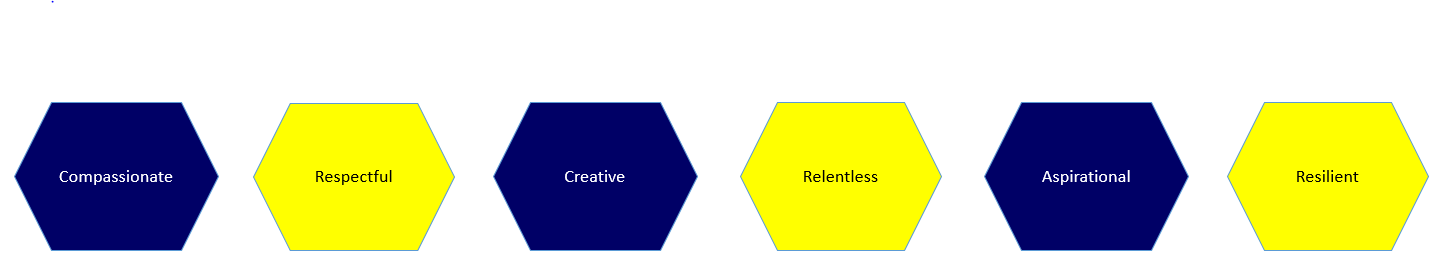 Compassionate
Respectful
Creative
Relentless
Aspirational
Resilient